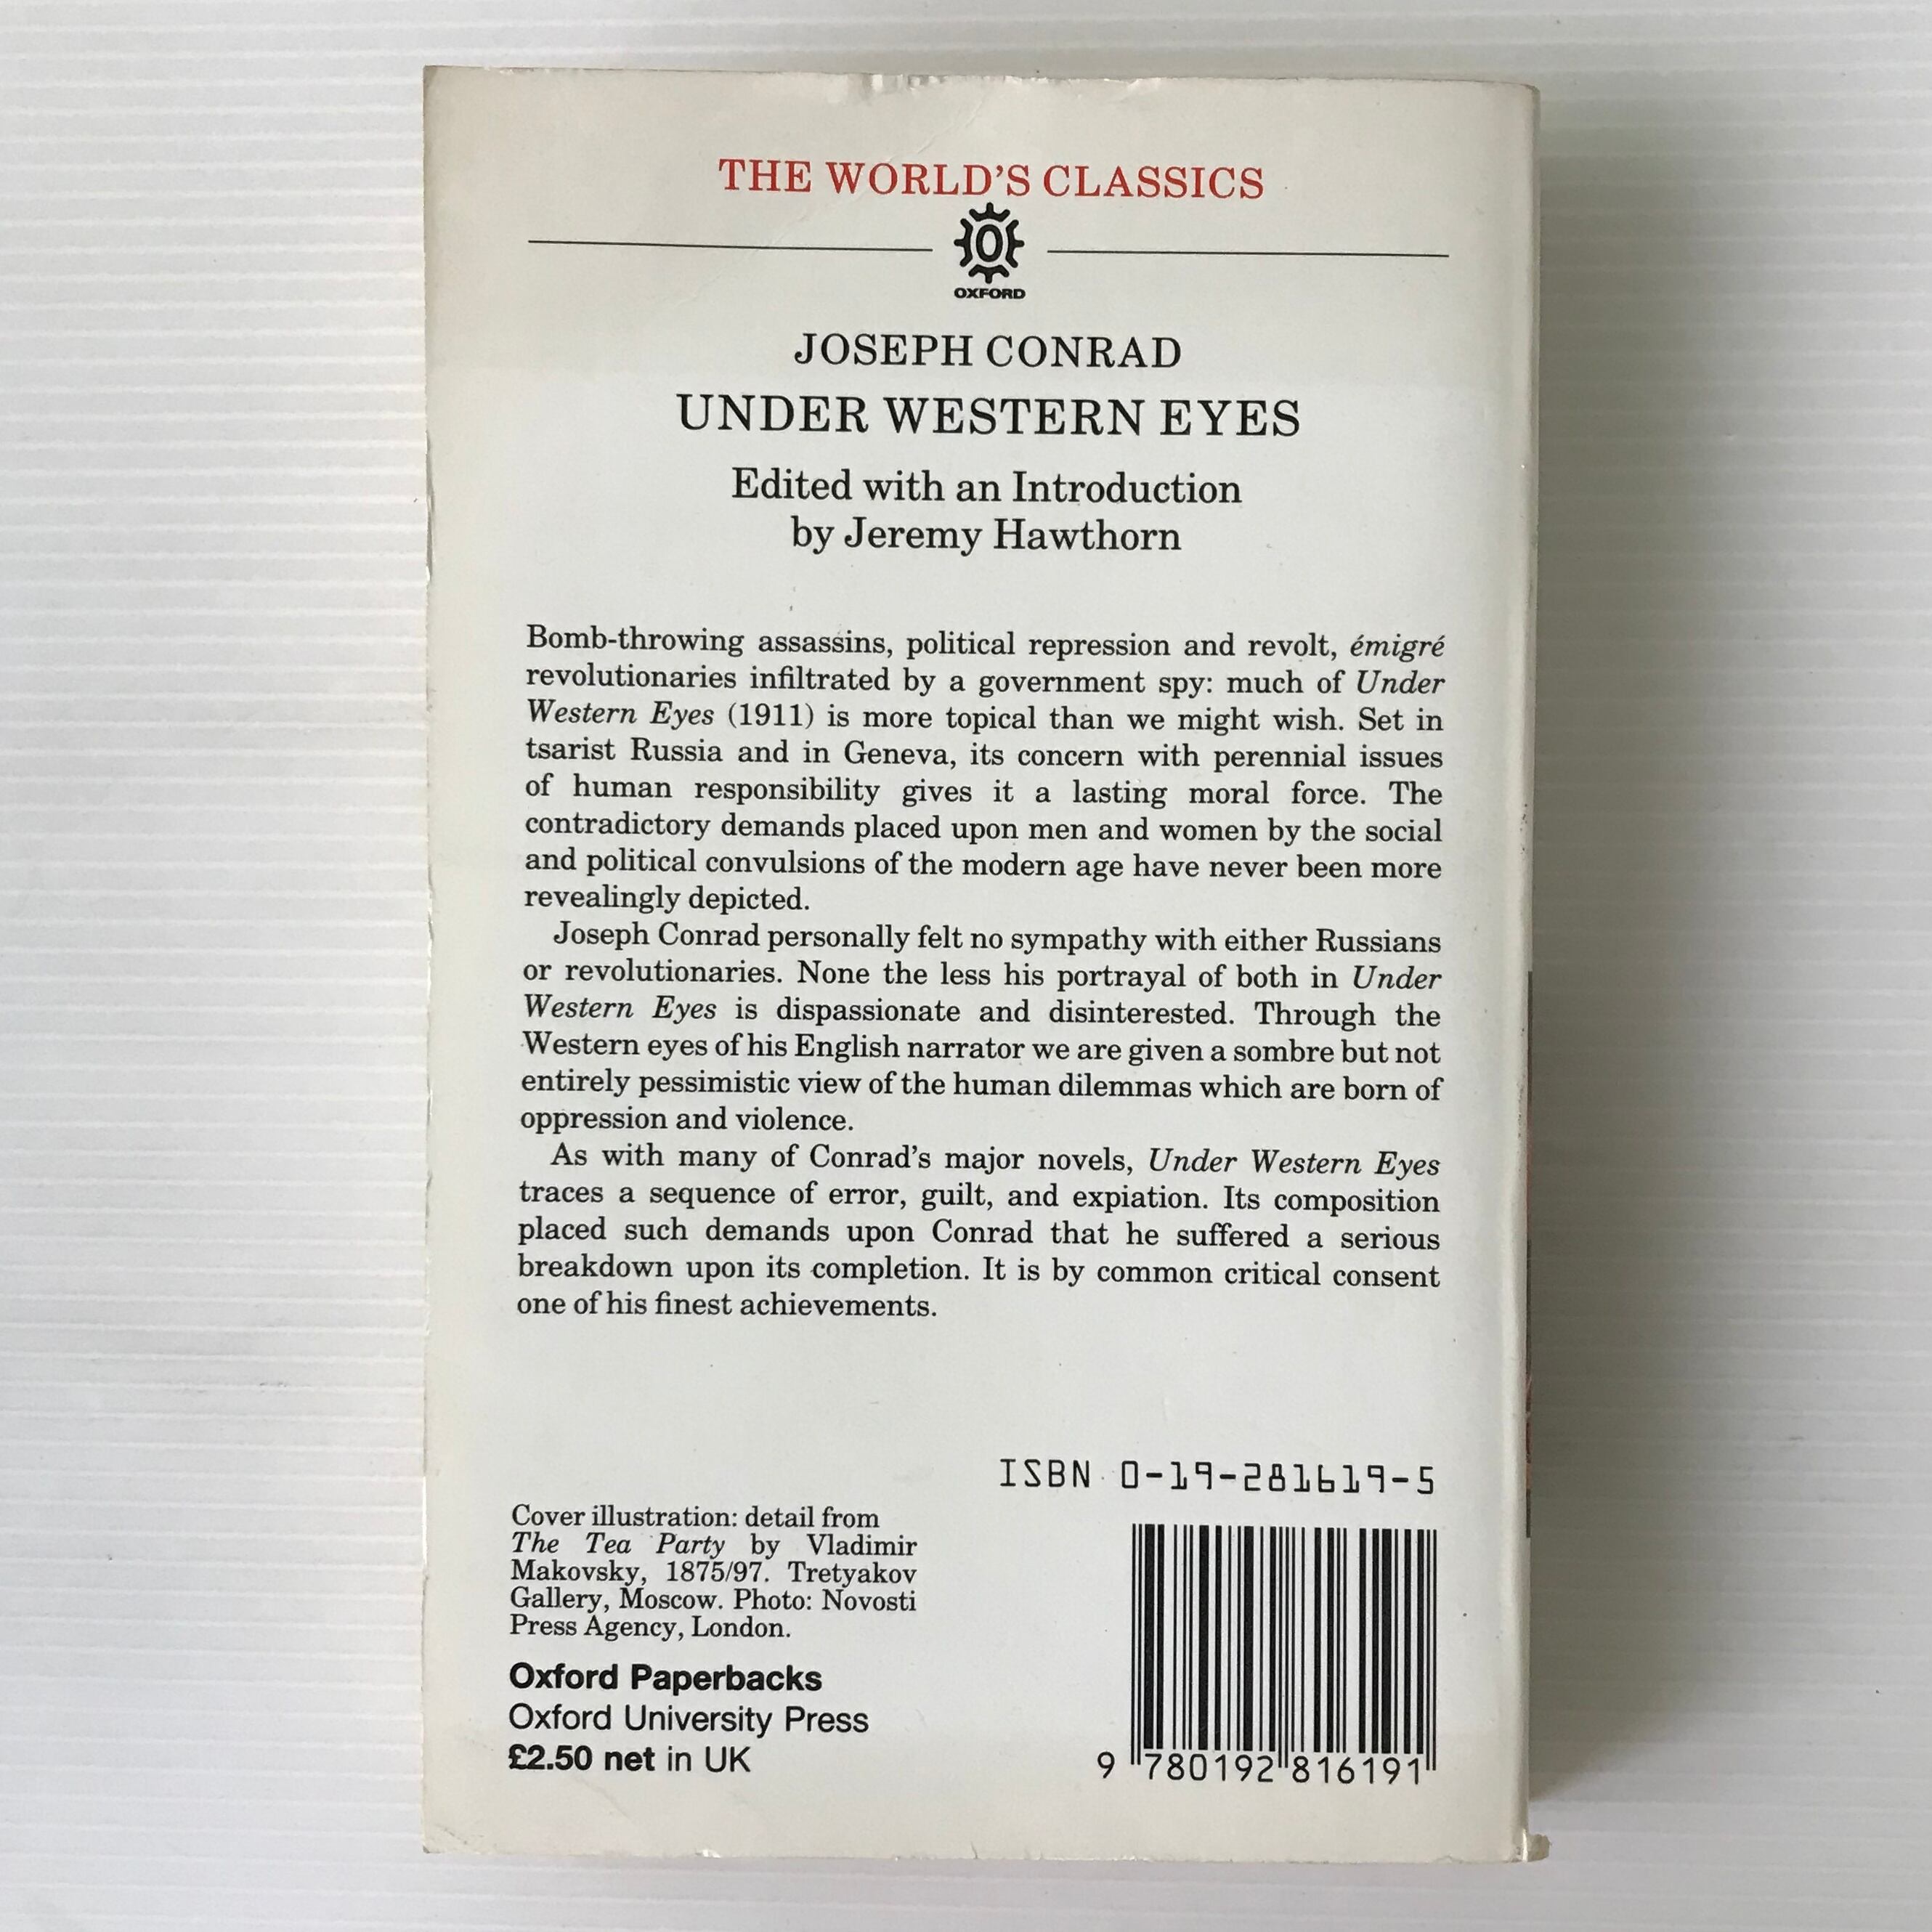 THE WORLD'S CLASSICS
O
OXFORD
JOSEPH CONRAD
UNDER WESTERN EYES
Edited with an Introduction
by Jeremy Hawthorn
Bomb-throwing assassins, political repression and revolt, émigré
revolutionaries infiltrated by a government spy: much of Under
Western Eyes (1911) is more topical than we might wish. Set in
tsarist Russia and in Geneva, its concern with perennial issues
of human responsibility gives it a lasting moral force. The
contradictory demands placed upon men and women by the social
and political convulsions of the modern age have never been more
revealingly depicted.
Joseph Conrad personally felt no sympathy with either Russians
or revolutionaries. None the less his portrayal of both in Under
Western Eyes is dispassionate and disinterested. Through the
Western eyes of his English narrator we are given a sombre but not
entirely pessimistic view of the human dilemmas which are born of
oppression and violence.
As with many of Conrad's major novels, Under Western Eyes
traces a sequence of error, guilt, and expiation. Its composition
placed such demands upon Conrad that he suffered a serious
breakdown upon its completion. It is by common critical consent
one of his finest achievements.
ISBN 0-19-281619-5
Cover illustration: detail from
The Tea Party by Vladimir
Makovsky, 1875/97. Tretyakov
Gallery, Moscow. Photo: Novosti
Press Agency, London.
Oxford Paperbacks
Oxford University Press
£2.50 net in UK
9 780192 816191